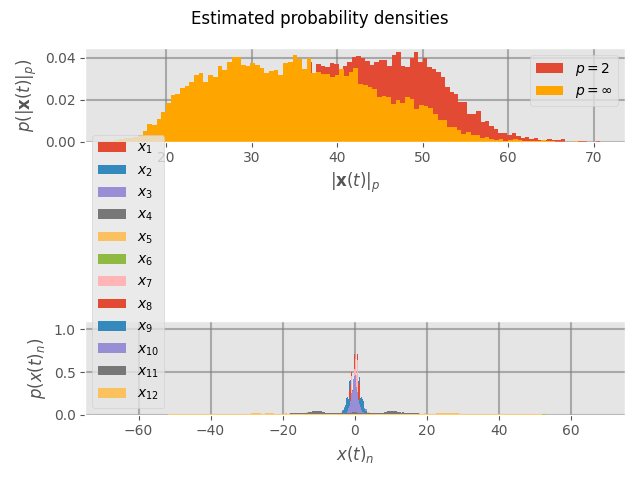 Estimated probability densities
p(|x(t)|p)
0.04
0.02
0.00
p = 2
p = ∞
20
30
40
50
60
70
|x(t)|p
x1
x2
x3
x4
x5
x6
x7
x8
x9
x10
x11
x12
p(x(t)n)
1.0
0.5
0.0
−60
−40
−20
0
20
40
60
x(t)n